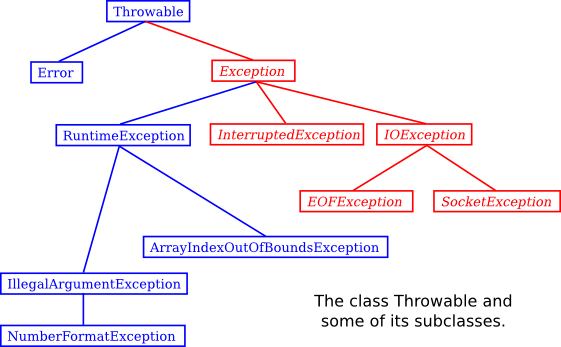 Throwable
Error
Exception
RuntimeException
InterruptedException
IOException
EOFException
SocketException
ArrayIndexOutOfBoundsException
IllegalArgumentException
NumberFormatException
The class Throwable and
some of its subclasses.